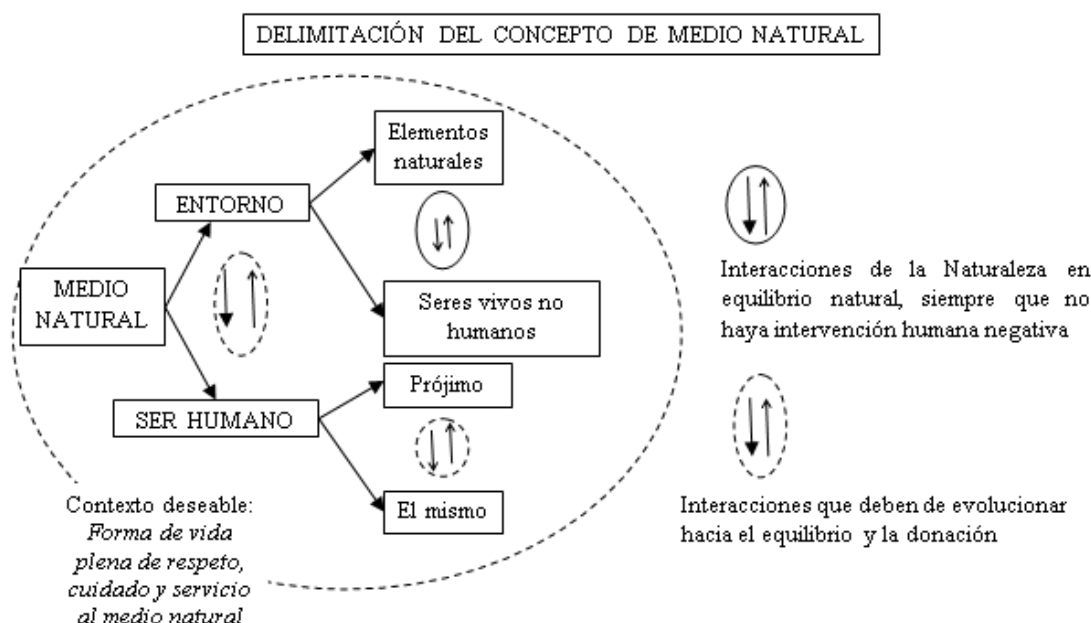 DELIMITACIÓN DEL CONCEPTO DE MEDIO NATURAL
Elementos
naturales
ENTORNO
MEDIO
NATURAL
Seres vivos no
humanos
Prójimo
SER HUMANO
El mismo
Contexto deseable:
Forma de vida
plena de respeto,
cuidado y servicio
al medio natural
Interacciones de la Naturaleza en
equilibrio natural, siempre que no
haya intervención humana negativa
Interacciones que deben de evolucionar
hacia el equilibrio y la donación